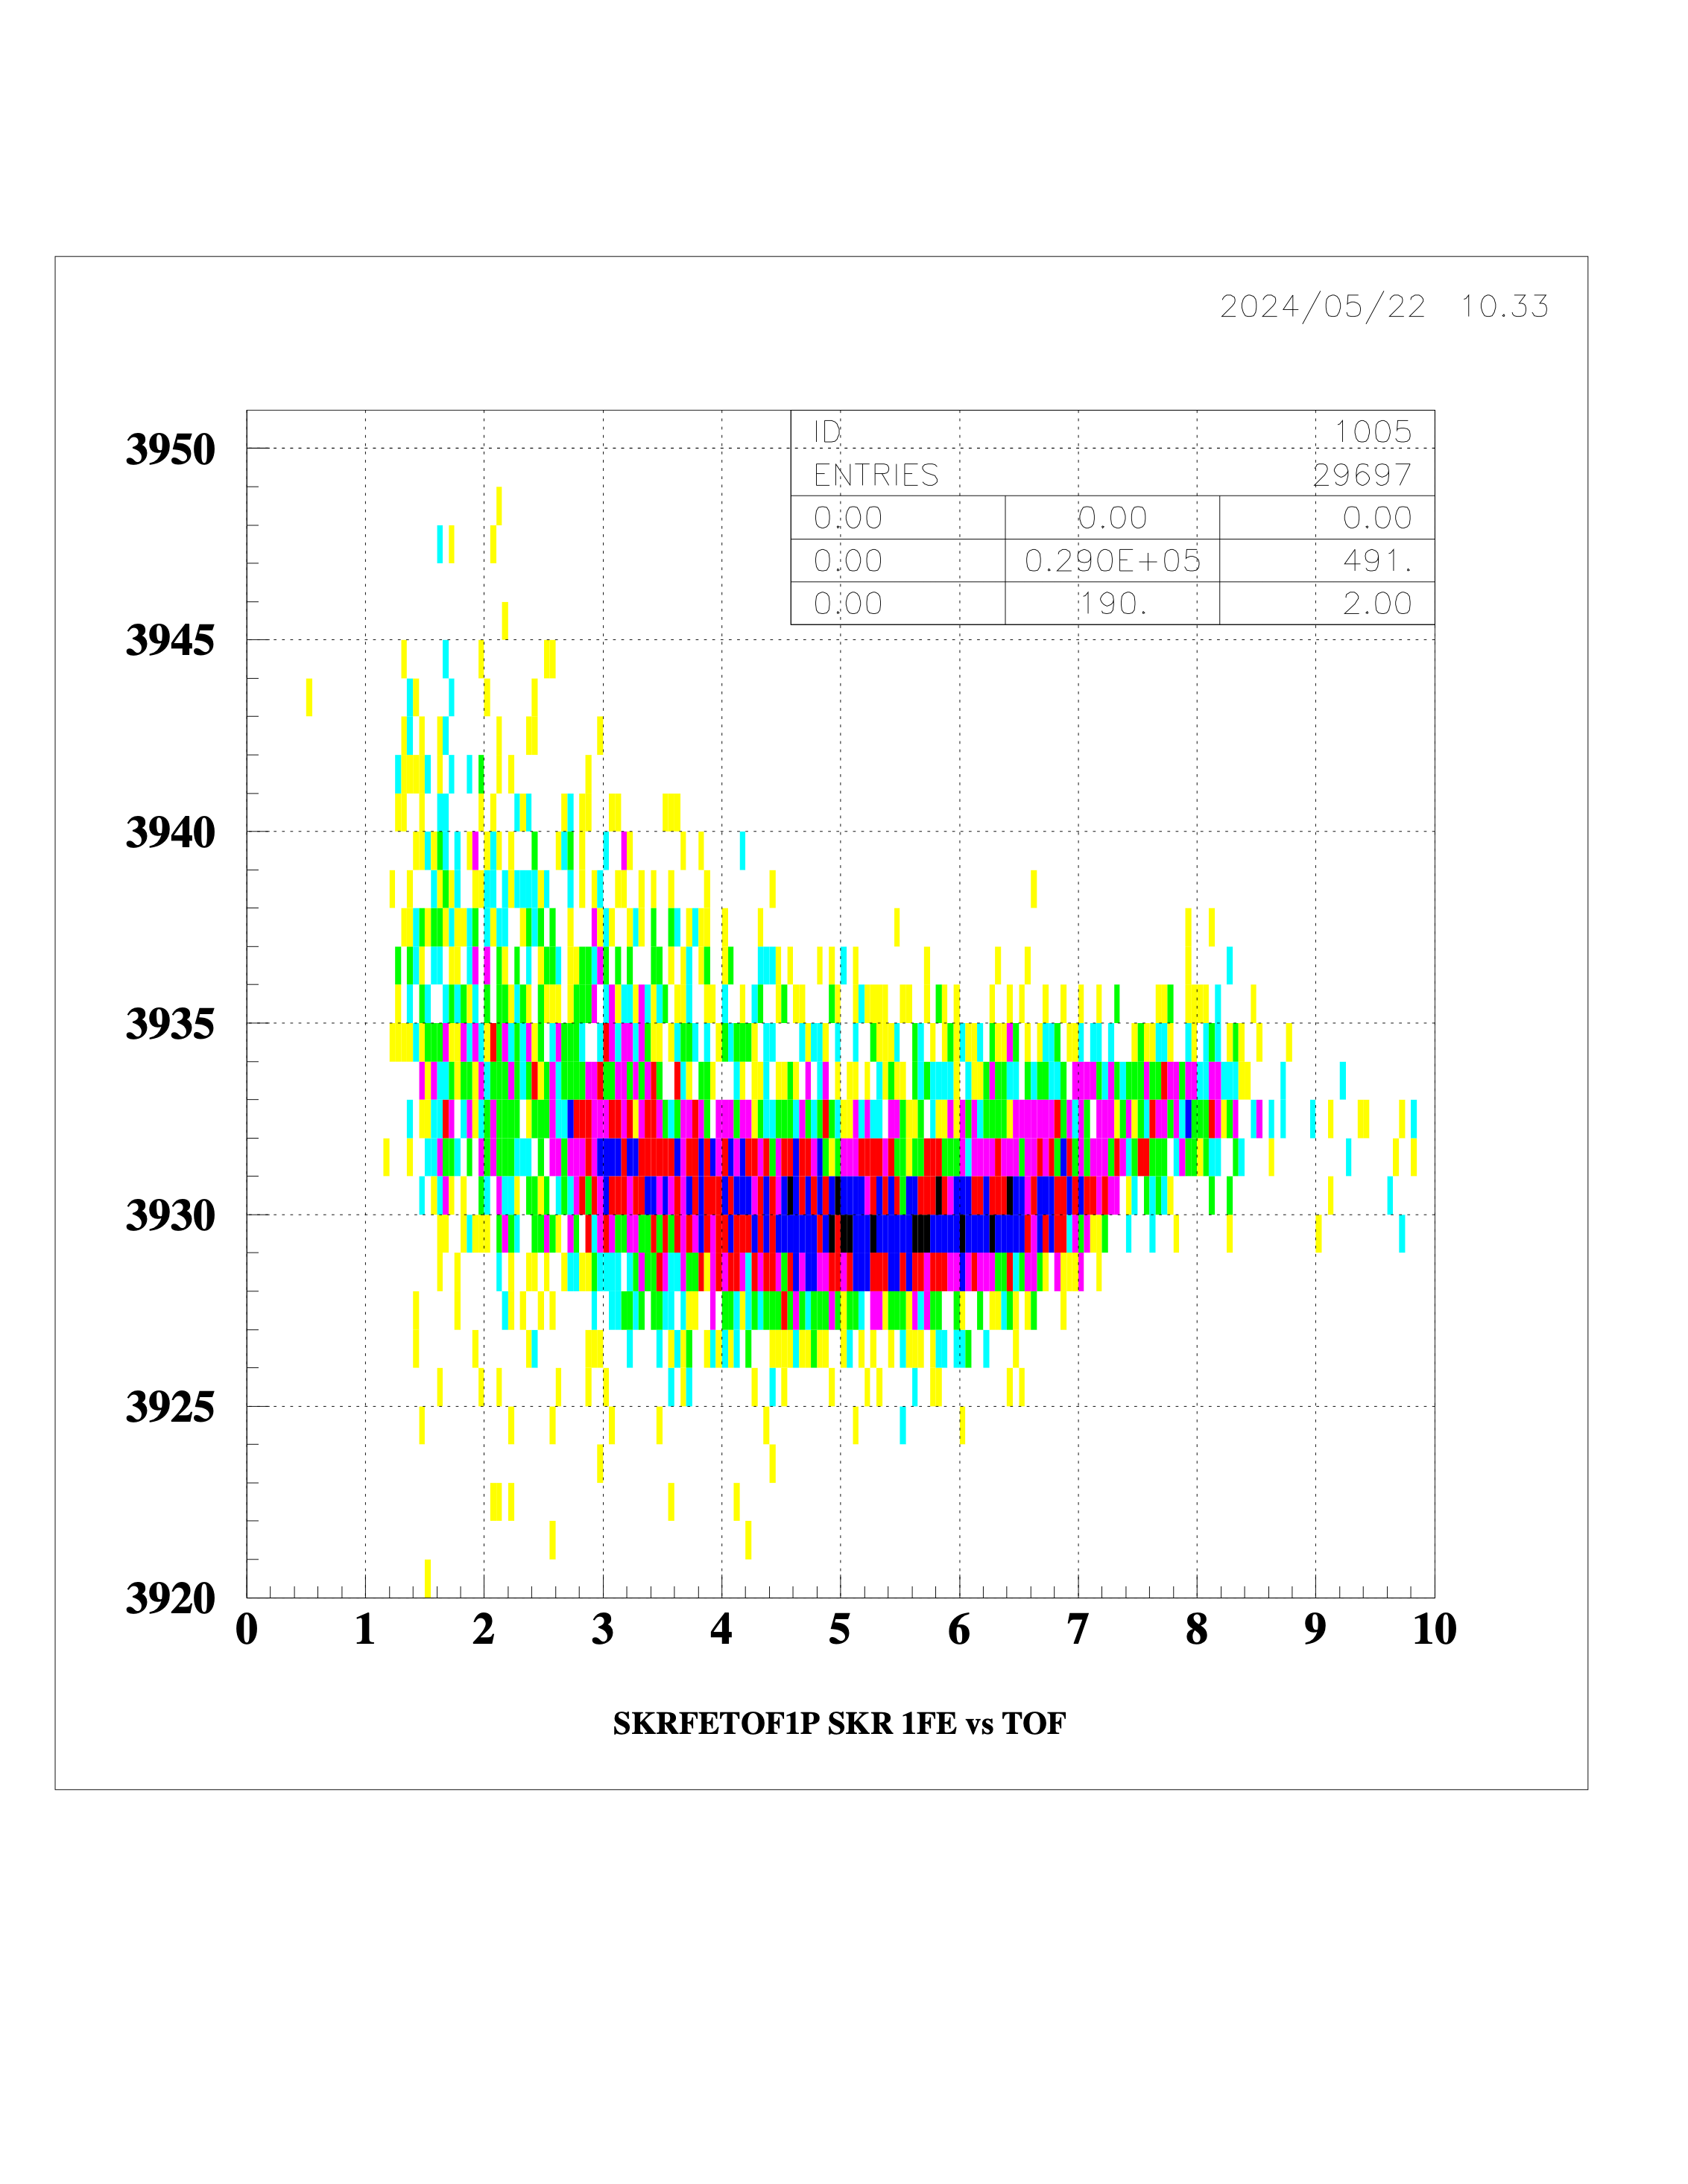 2024/05/22 10.33
ID 1005
ENTRIES 29697
0.00 0.00 0.00
0.00 0.290E+05 491.
0.00 190. 2.00
3950
3945
3940
3935
3930
3925
3920
0 1 2 3 4 5 6 7 8 9 10
SKRFETOF1P SKR 1FE vs TOF